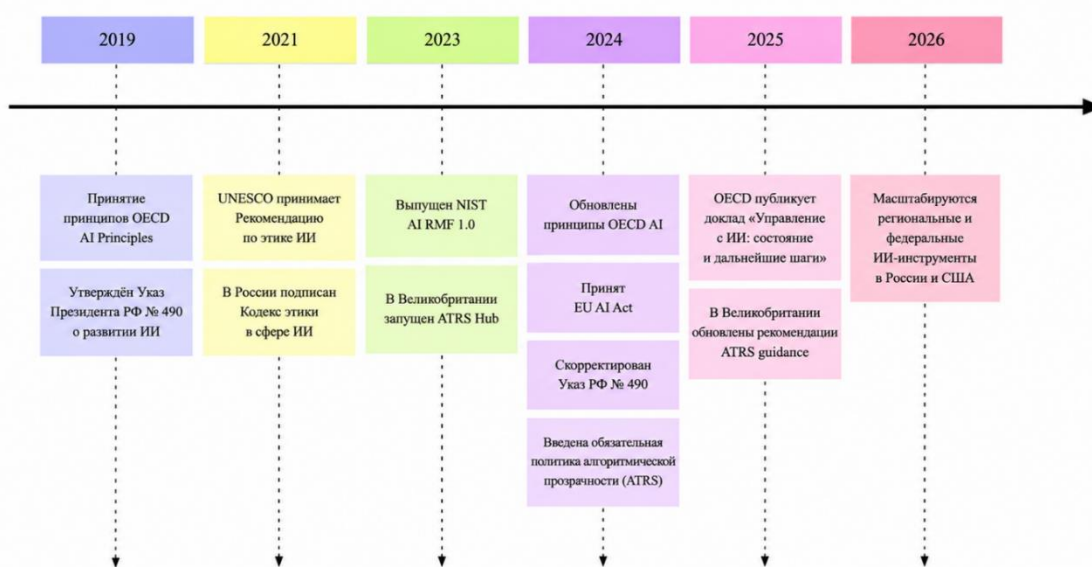 2019
2021
2023
2024
2025
2026
Принятие
принципов OECD
AI Principles
Утверждён Указ
Президента РФ № 490
о развитии ИИ
UNESCO принимает
Рекомендацию
по этике ИИ
В России подписан
Кодекс этики
в сфере ИИ
Выпущен NIST
AI RMF 1.0
В Великобритании
запущен ATRS Hub
Обновлены
принципы OECD AI
Принят
EU AI Act
Скорректирован
Указ РФ № 490
Введена обязательная
политика алгоритмической
прозрачности (ATRS)
OECD публикует
доклад «Управление
с ИИ: состояние
и дальнейшие шаги»
В Великобритании
обновлены рекомендации
ATRS guidance
Масштабируются
региональные и
федеральные
ИИ-инструменты
в России и США